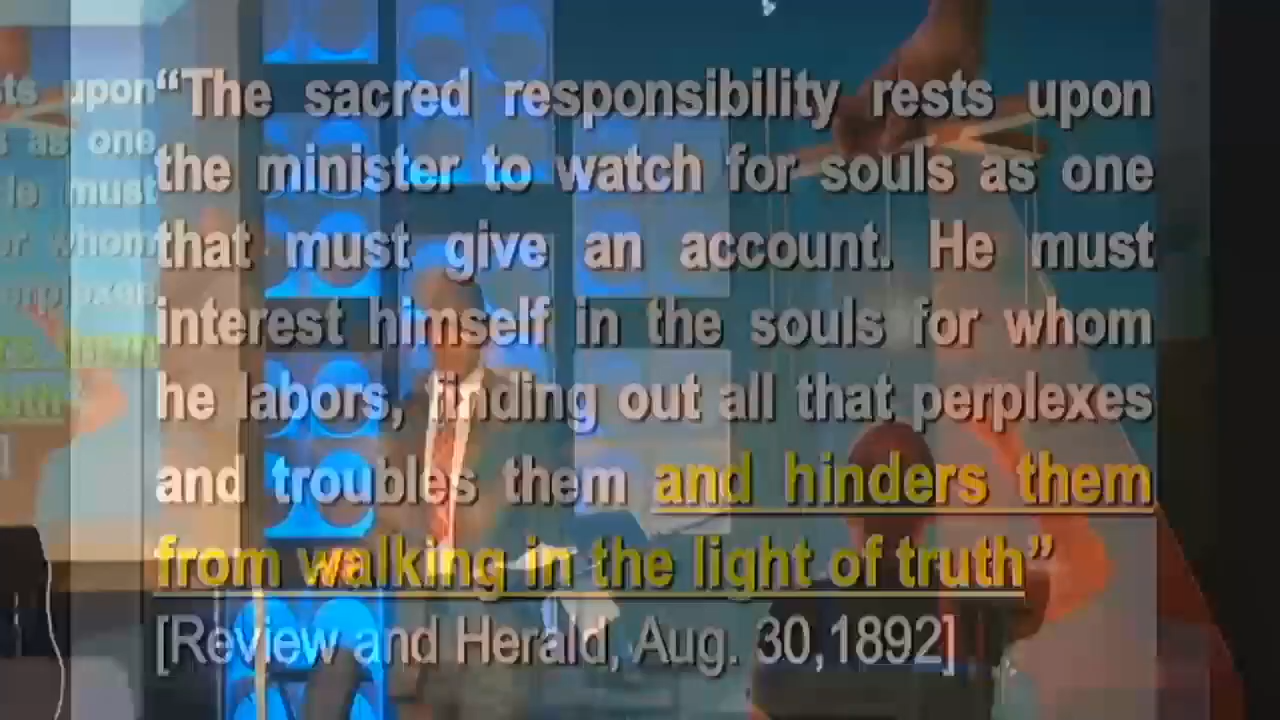 “The sacred responsibility rests upon
the minister to watch for souls as one
that must give an account. He must
interest himself in the souls for whom
he labors, finding out all that perplexes
and troubles them and hinders them
from walking in the light of truth”
[Review and Herald, Aug. 30,1892]